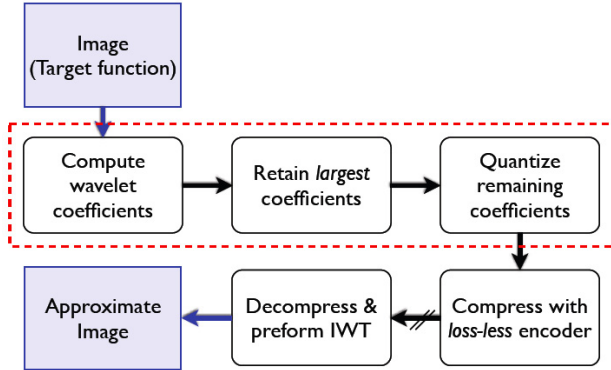 Image
(Target function)
Compute
wavelet
coefficients
Retain largest
coefficients
Quantize
remaining
coefficients
Approximate
Image
Decompress &
preform IWT
Compress with
loss-less encoder